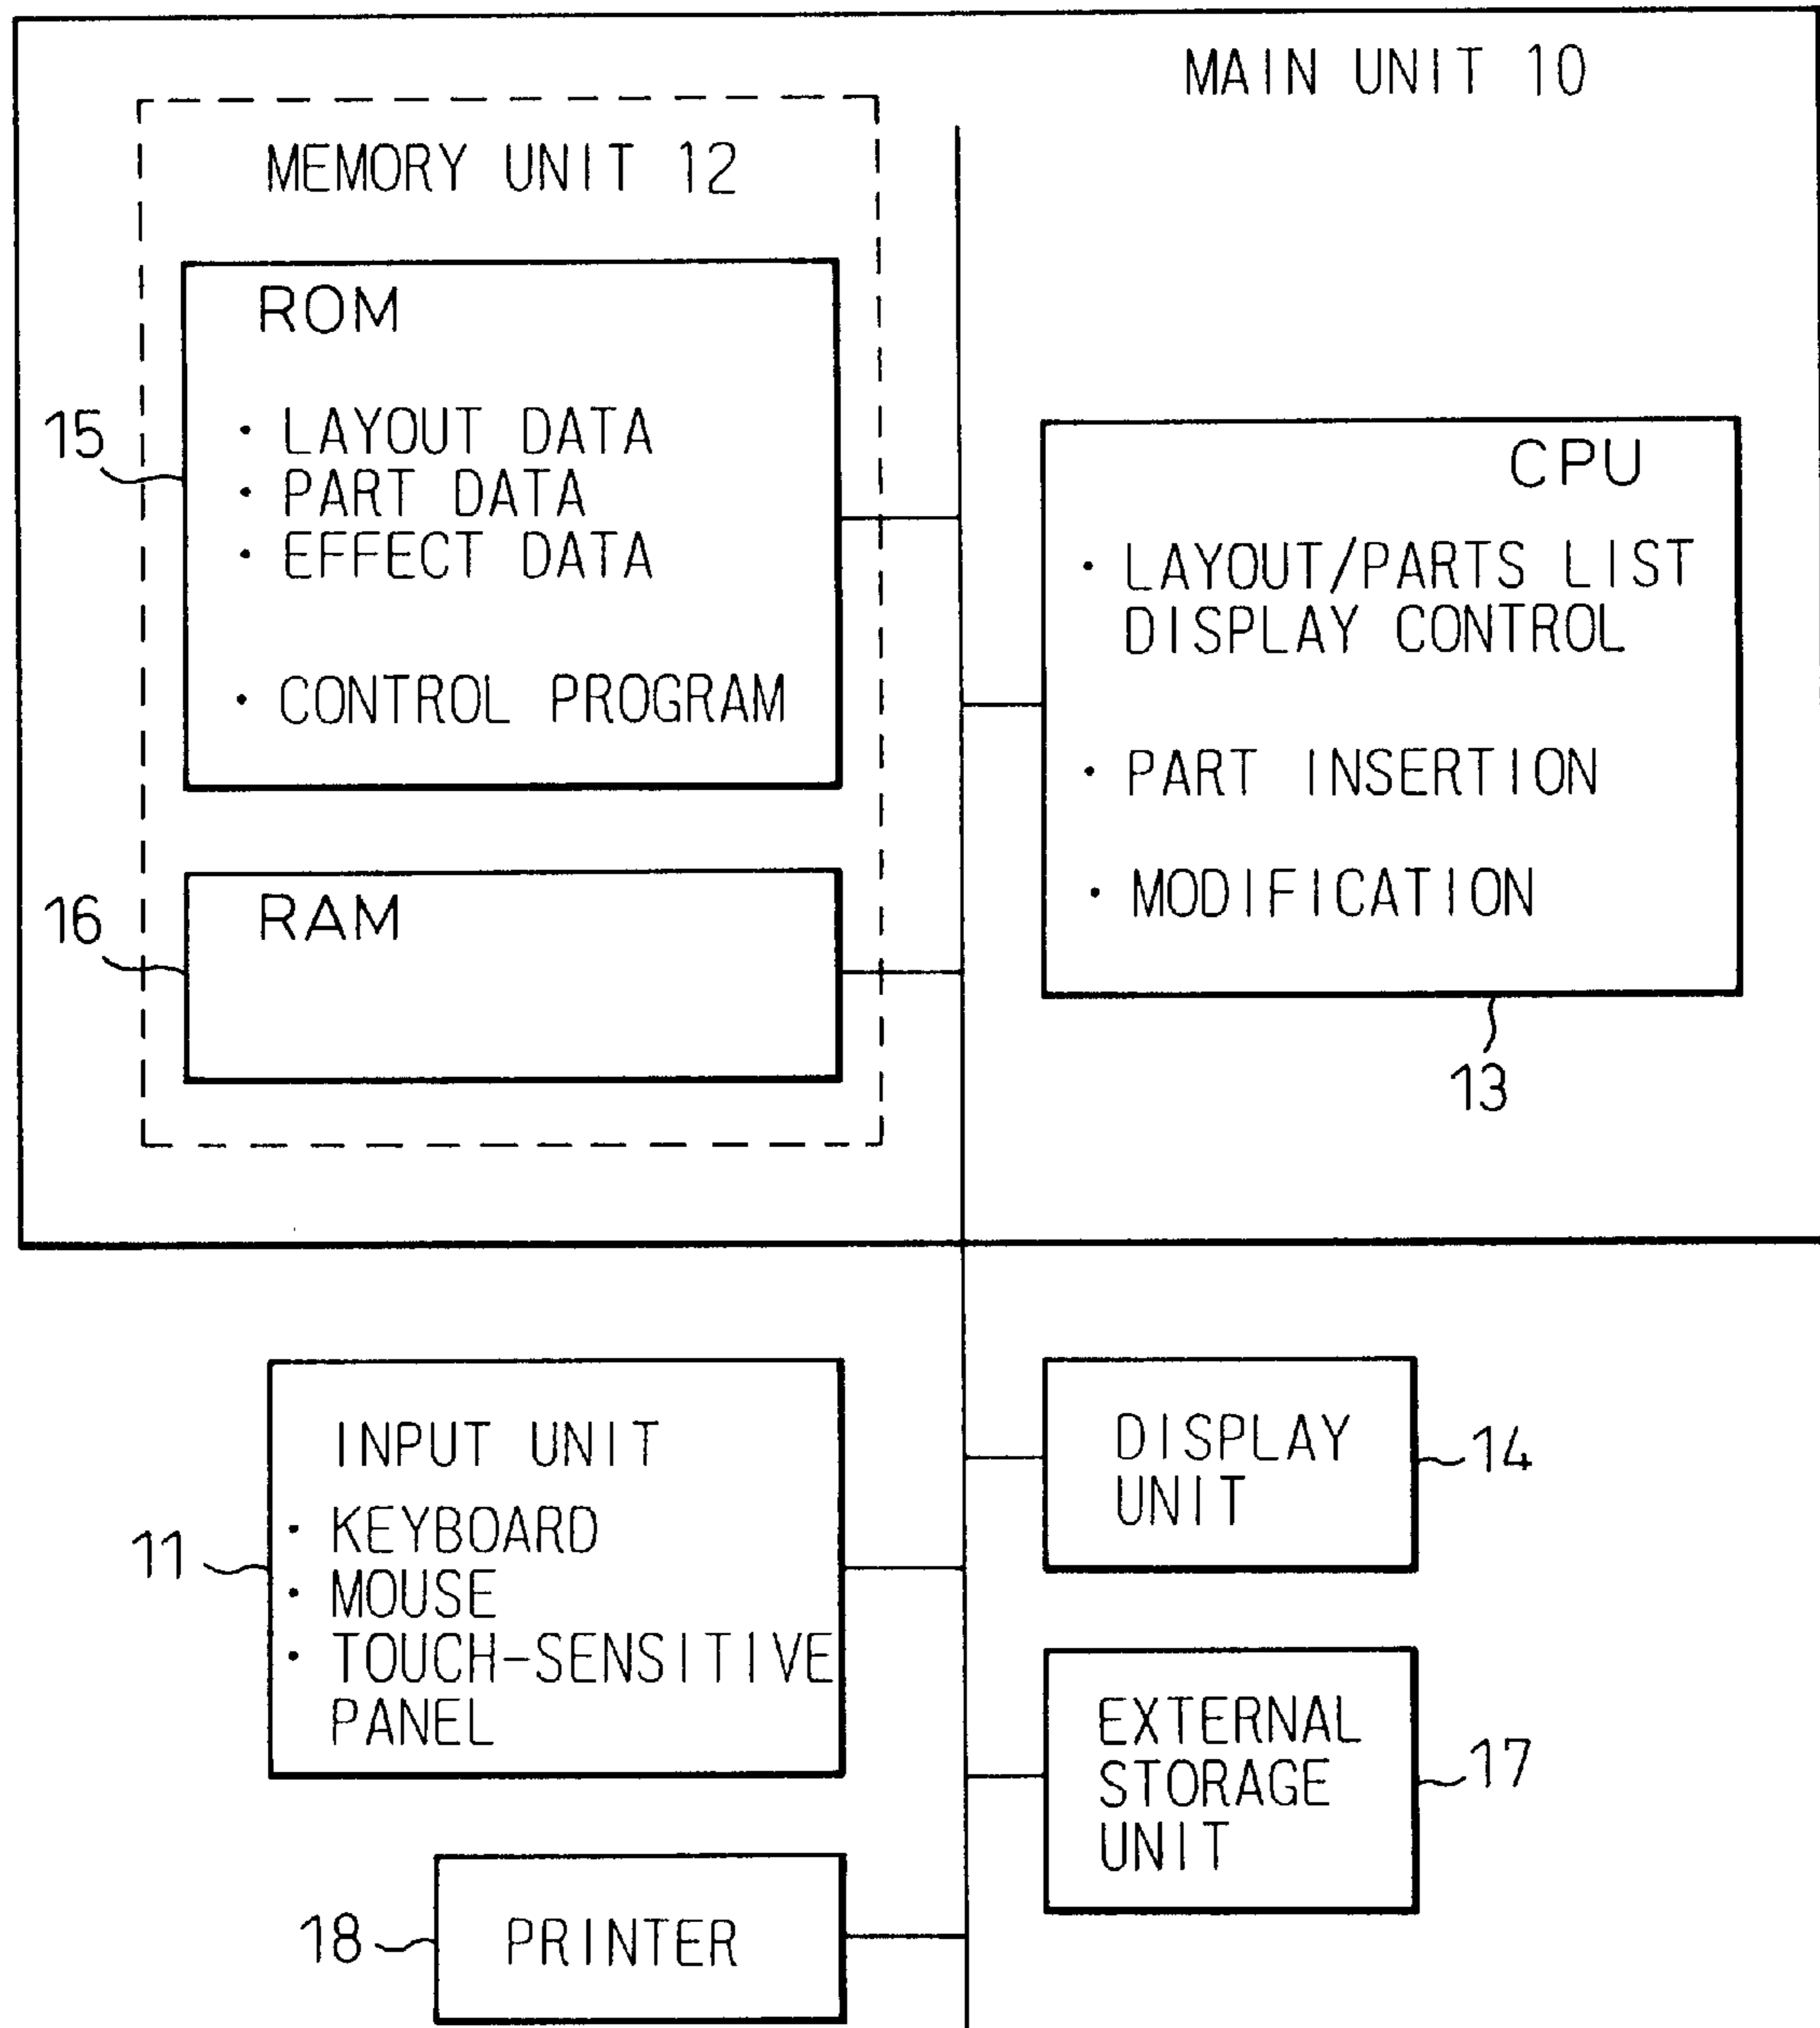 MAIN UNIT 10
MEMORY UNIT 12
ROM
15
· LAYOUT DATA
· PART DATA
· EFFECT DATA
· CONTROL PROGRAM
16
RAM
CPU
· LAYOUT/PARTS LIST
DISPLAY CONTROL
· PART INSERTION
· MODIFICATION
13
INPUT UNIT
11
· KEYBOARD
· MOUSE
· TOUCH-SENSITIVE
PANEL
DISPLAY
UNIT
14
EXTERNAL
STORAGE
UNIT
17
18
PRINTER